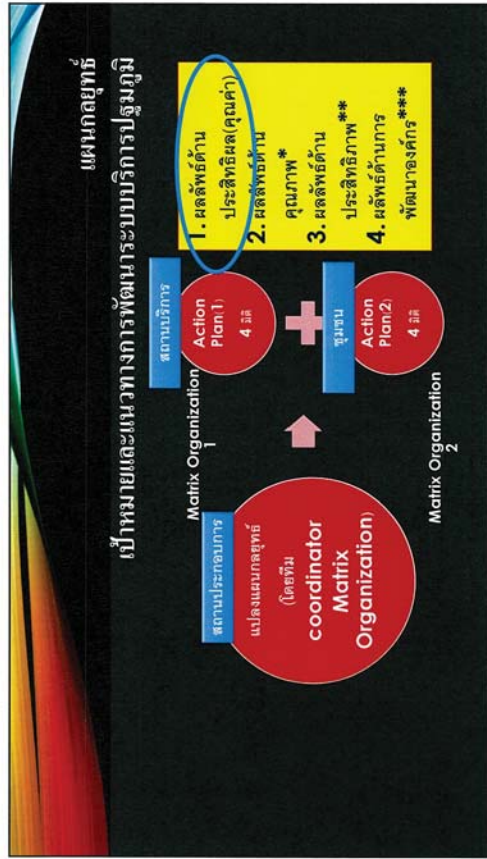 แผนกลยุทธ์
เป้าหมายและแนวทางการพัฒนาระบบบริการปฐมภูมิ
สถานประกอบการ
แปลงแผนกลยุทธ์
(โดยทีม
coordinator
Matrix
Organization)
Matrix Organization
1
สถานบริการ
Action
Plan(1)
4 มิติ
ชุมชน
Action
Plan(2)
4 มิติ
Matrix Organization
2
1. ผลลัพธ์ด้าน
ประสิทธิผล(คุณค่า)
2. ผลลัพธ์ด้าน
คุณภาพ*
3. ผลลัพธ์ด้าน
ประสิทธิภาพ**
4. ผลลัพธ์ด้านการ
พัฒนาองค์กร***